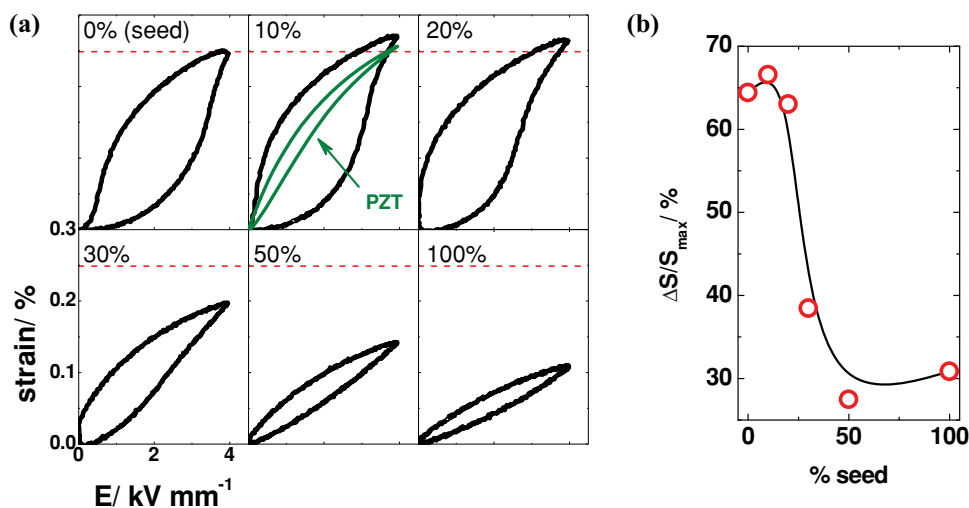 (a)
0% (seed)
10%
20%
PZT
0.3
30%
50%
100%
0.2
0.1
0.0
strain/ %
0
2
4
E/ kV mm⁻¹
(b)
70
65
60
50
40
30
ΔS/Smax/ %
0
50
100
% seed